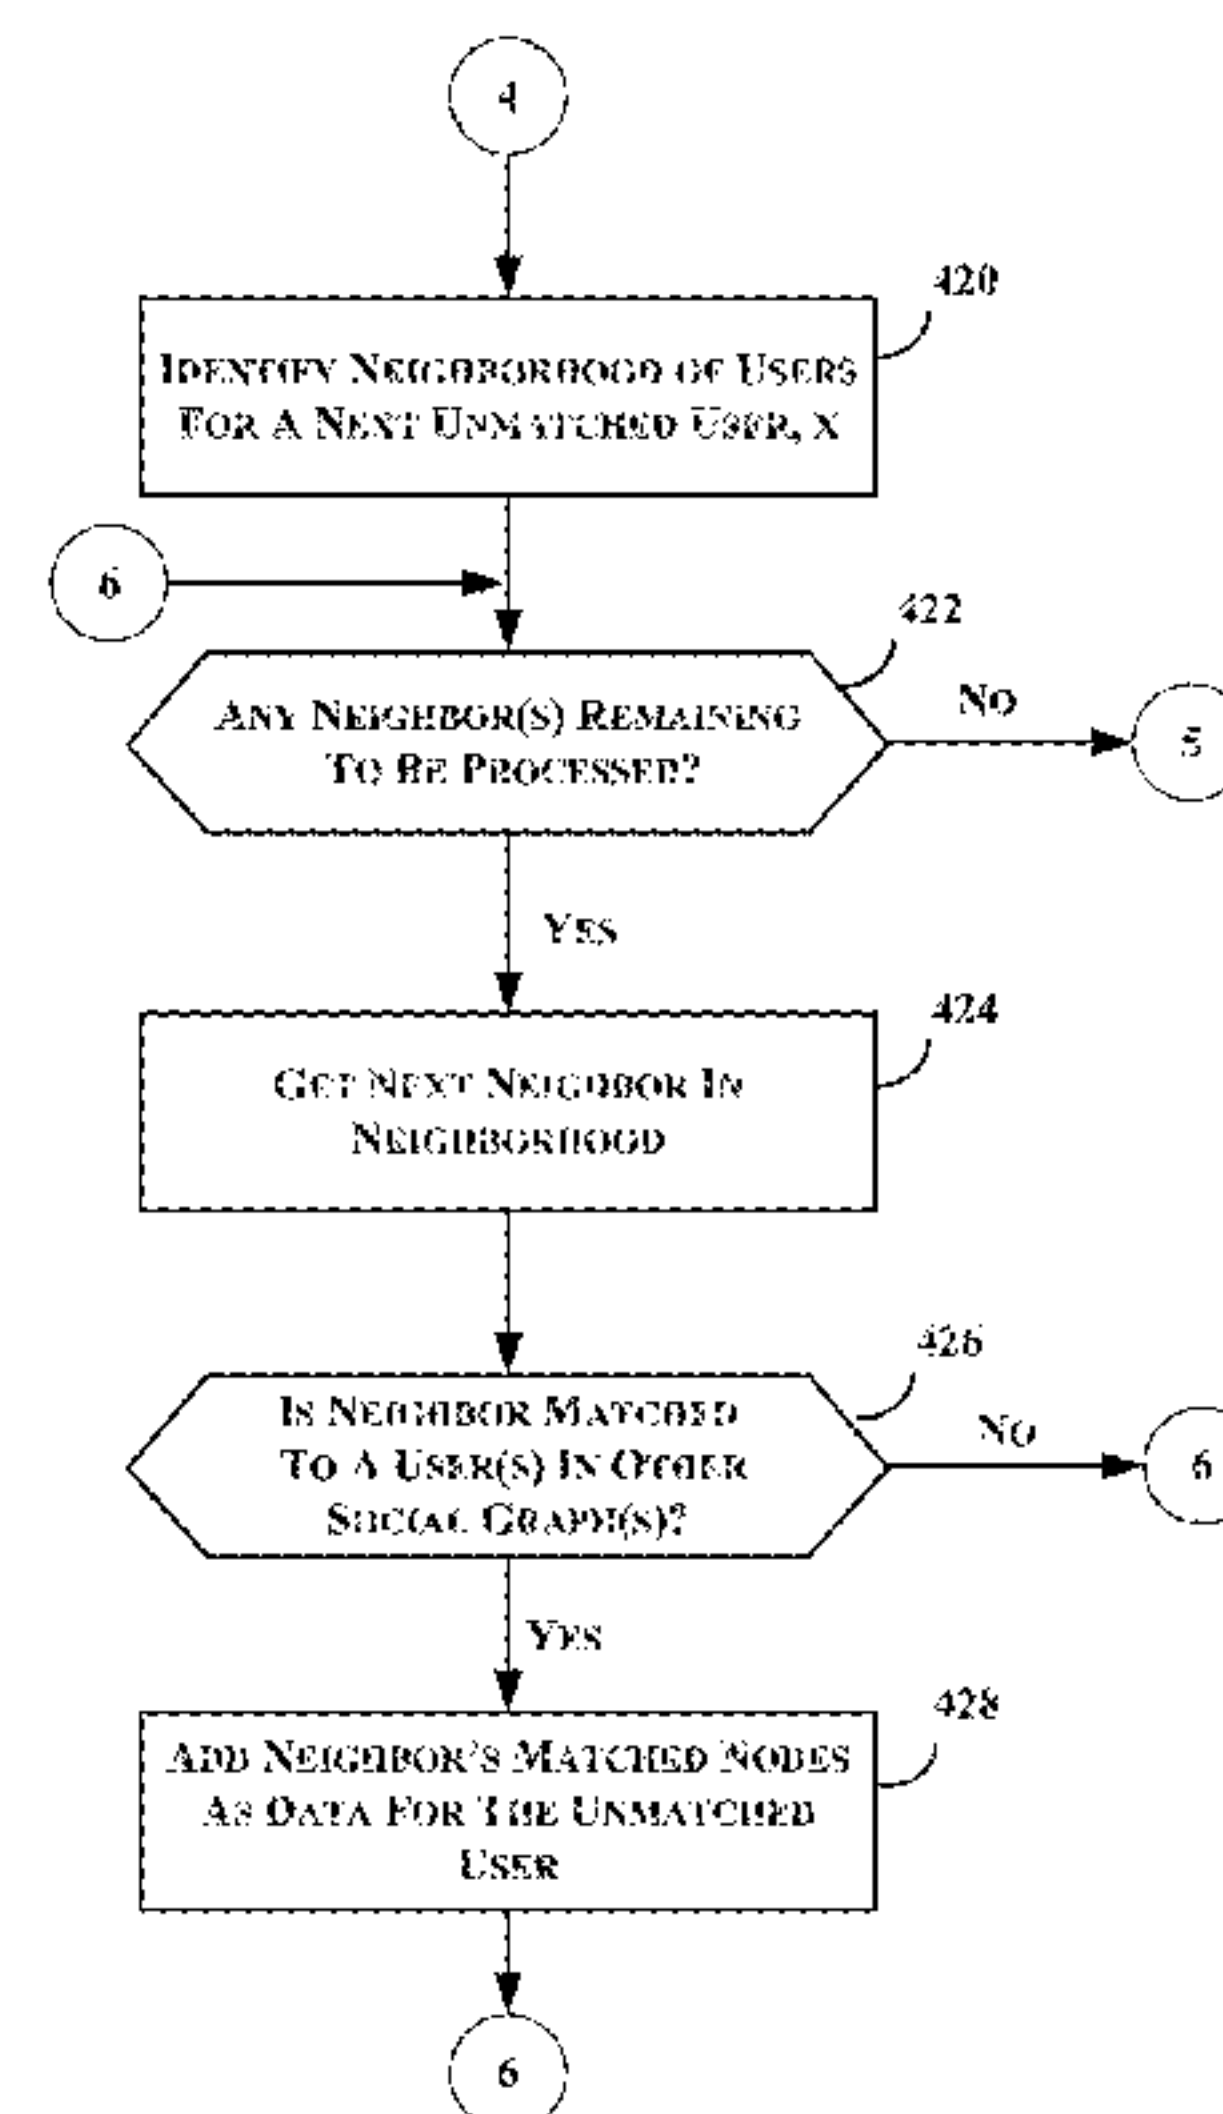 4
420
IDENTIFY NEIGHBORHOOD OF USERS
FOR A NEXT UNMATCHED USER, X
6
422
ANY NEIGHBOR(S) REMAINING
TO BE PROCESSED?
NO
5
YES
424
GET NEXT NEIGHBOR IN
NEIGHBORHOOD
426
IS NEIGHBOR MATCHED
TO A USER(S) IN OTHER
SOCIAL GRAPH(S)?
NO
6
YES
428
ADD NEIGHBOR'S MATCHED NODES
AS DATA FOR THE UNMATCHED
USER
6